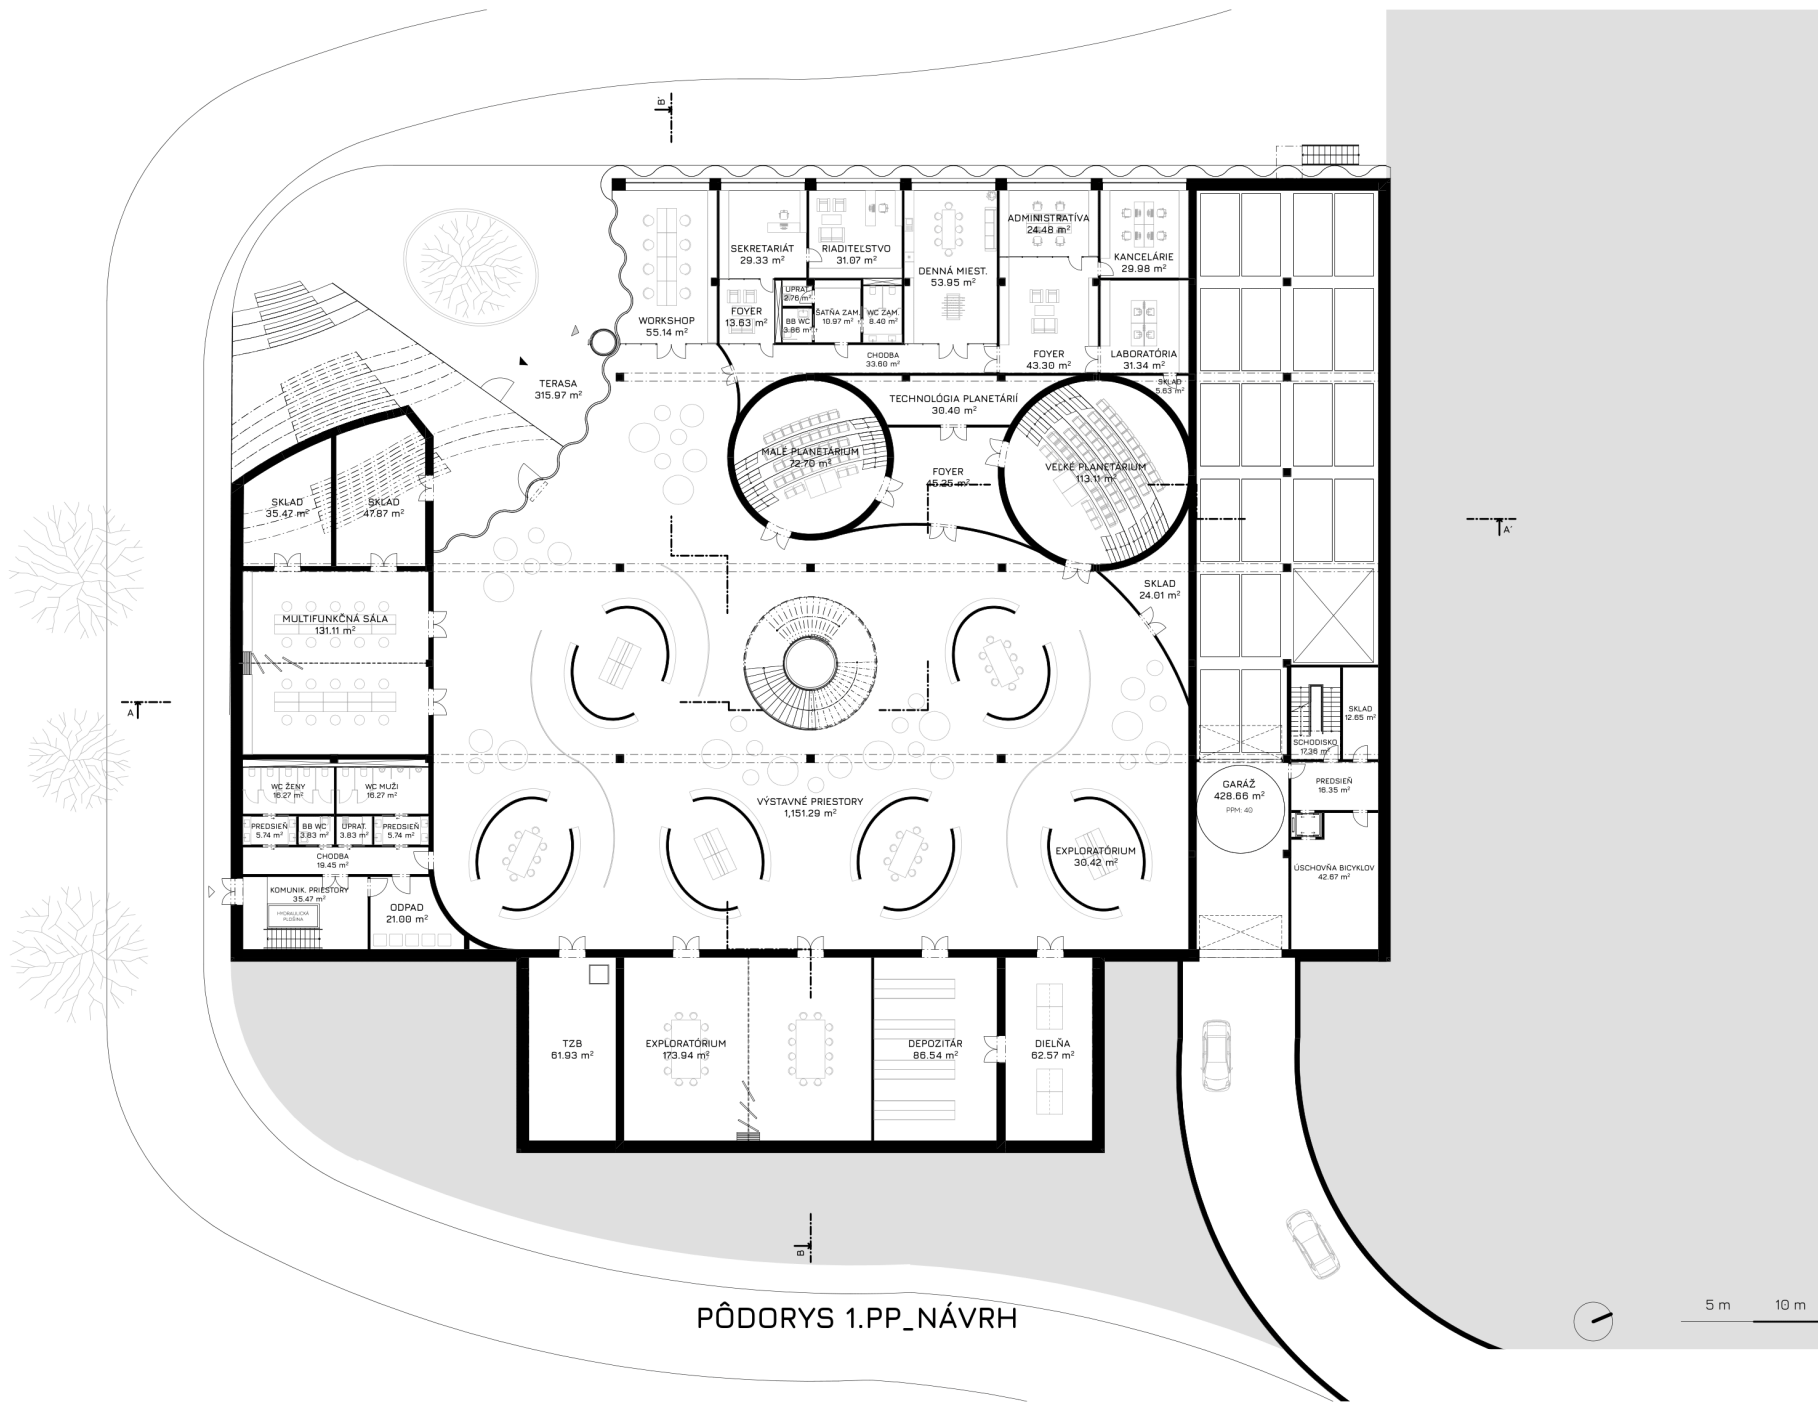 B'
SEKRETARIÁT
29.33 m²
RIADITEĽSTVO
31.07 m²
DENNÁ MIEST.
53.95 m²
ADMINISTRATÍVA
24.48 m²
KANCELÁRIE
29.98 m²
WORKSHOP
55.14 m²
FOYER
13.63 m²
UPRAT.
2.76 m²
BB WC
3.86 m²
ŠATŇA ZAM.
10.97 m²
WC ZAM.
8.40 m²
CHODBA
33.60 m²
FOYER
43.30 m²
LABORATÓRIA
31.34 m²
SKLAD
5.63 m²
TERASA
315.97 m²
TECHNOLÓGIA PLANETÁRIÍ
30.40 m²
MALÉ PLANETÁRIUM
72.70 m²
FOYER
45.25 m²
VEĽKÉ PLANETÁRIUM
113.11 m²
SKLAD
35.47 m²
SKLAD
47.87 m²
A'
SKLAD
24.01 m²
MULTIFUNKČNÁ SÁLA
131.11 m²
A
SKLAD
12.65 m²
SCHODISKO
17.36 m²
WC ŽENY
16.27 m²
WC MUŽI
16.27 m²
GARÁŽ
428.66 m²
PPM: 40
PREDSIEŇ
16.35 m²
VÝSTAVNÉ PRIESTORY
1,151.29 m²
PREDSIEŇ
5.74 m²
BB WC
3.83 m²
UPRAT.
3.83 m²
PREDSIEŇ
5.74 m²
CHODBA
19.45 m²
EXPLORATÓRIUM
30.42 m²
ÚSCHOVŇA BICYKLOV
42.67 m²
KOMUNIK. PRIESTORY
35.47 m²
HYDRAULICKÁ
PLOŠINA
ODPAD
21.00 m²
TZB
61.93 m²
EXPLORATÓRIUM
173.94 m²
DEPOZITÁR
86.54 m²
DIELŇA
62.57 m²
B
PÔDORYS 1.PP_NÁVRH
5 m
10 m